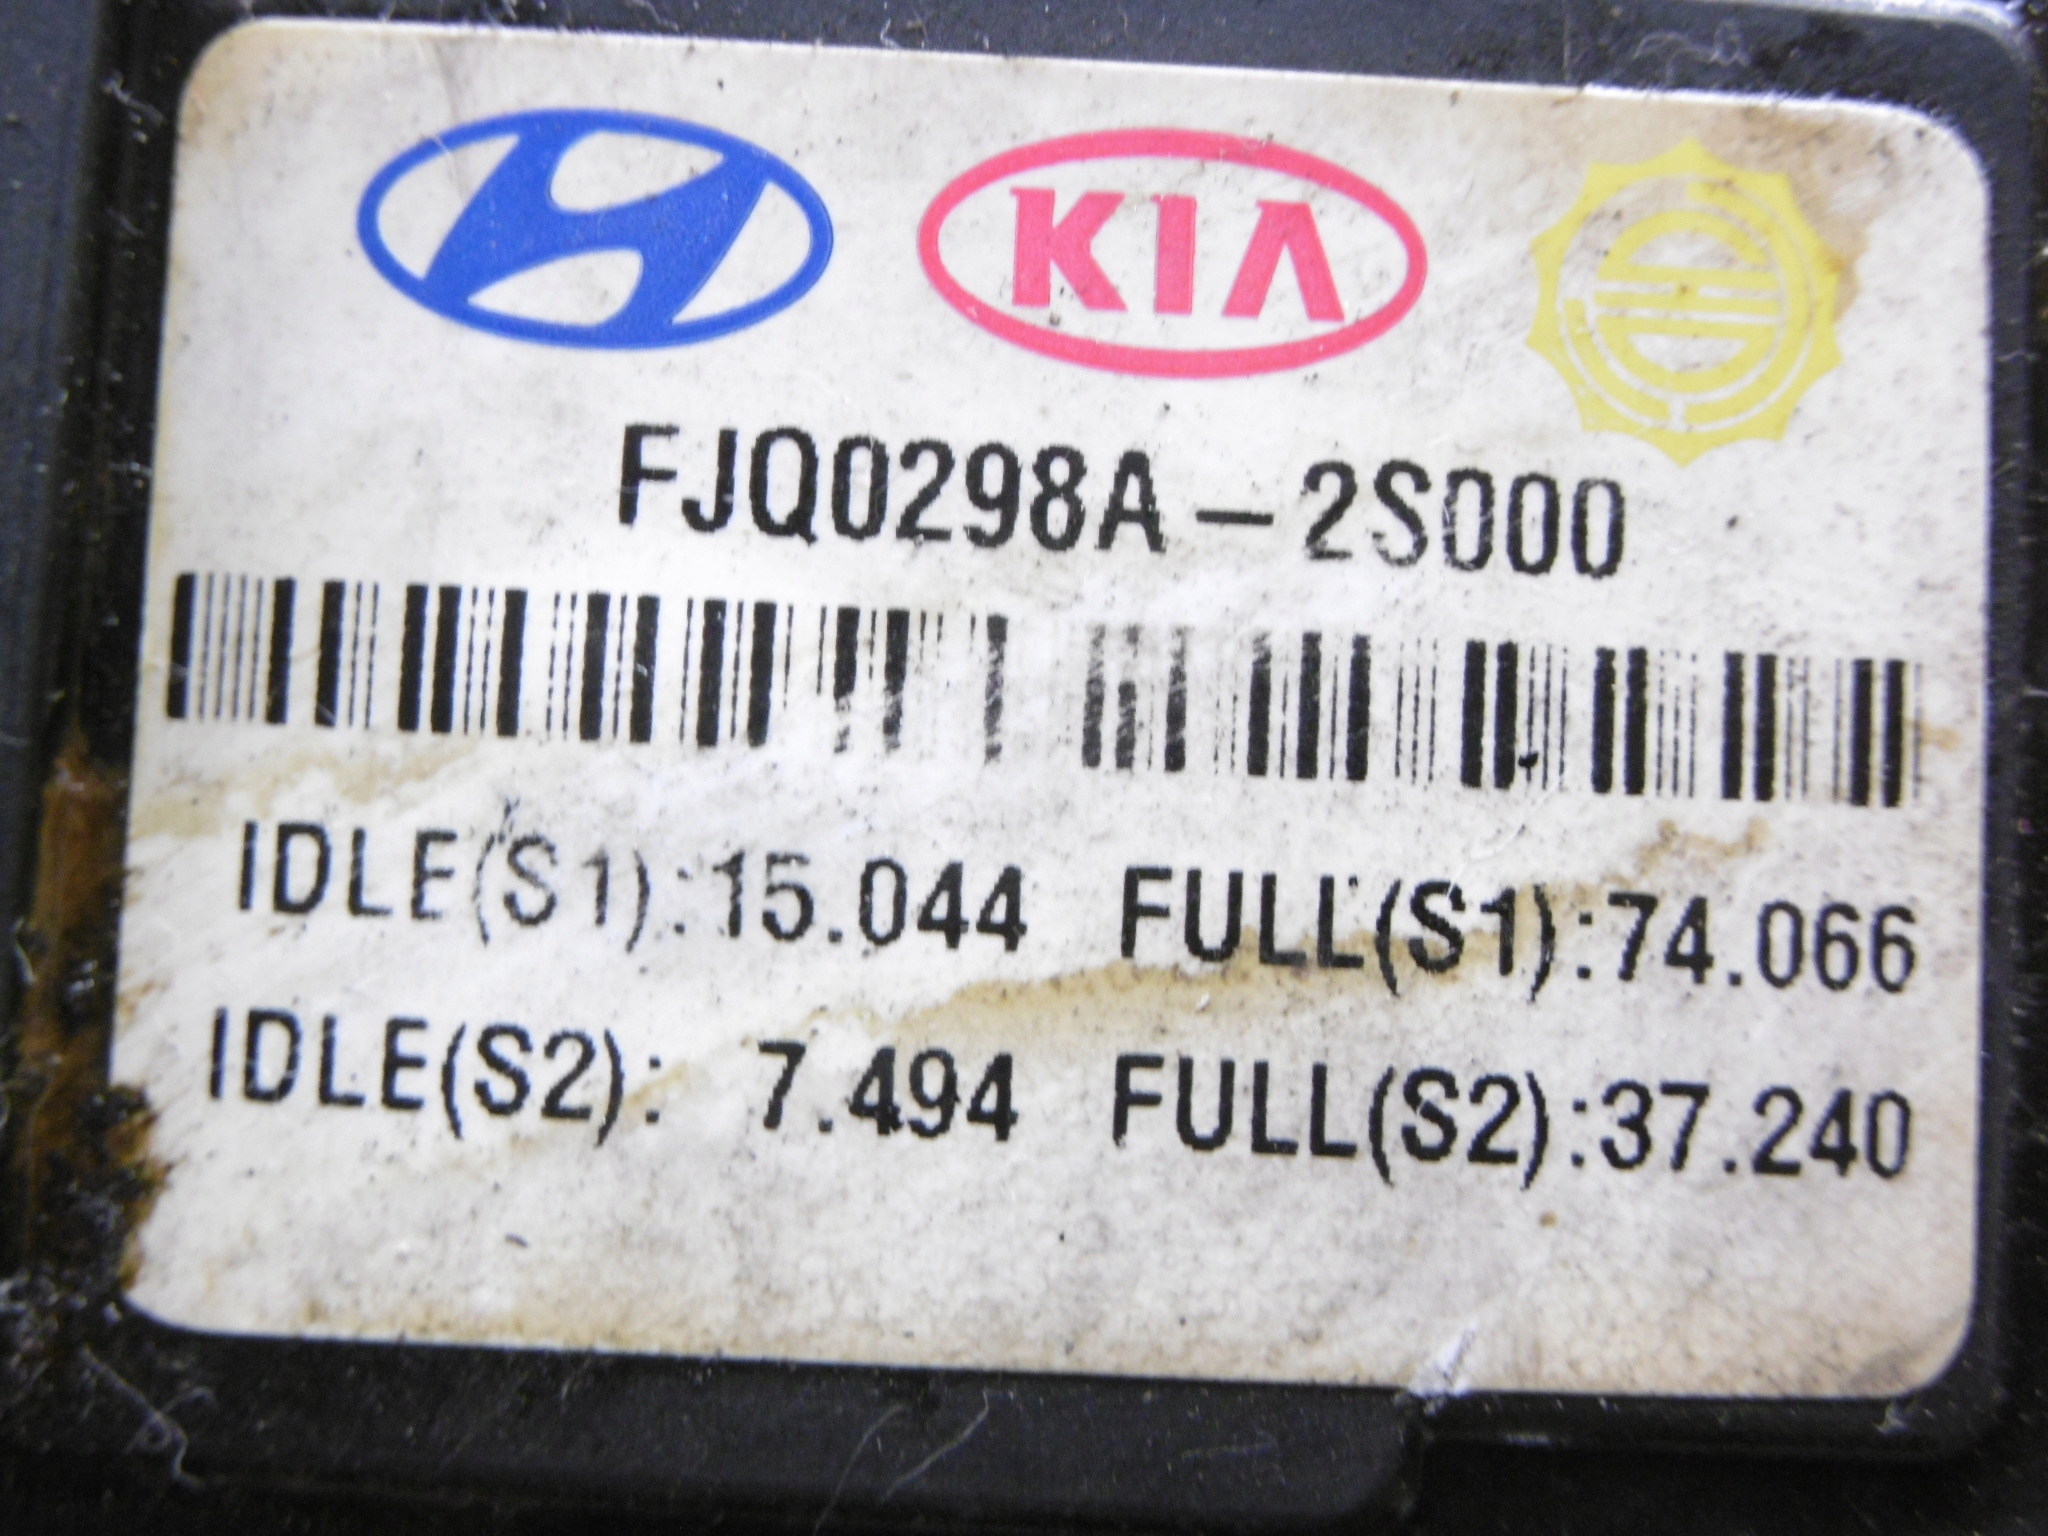 KIA
FJQ0298A-2S000
IDLE(S1):15.044 FULL(S1):74.066
IDLE(S2): 7.494 FULL(S2):37.240